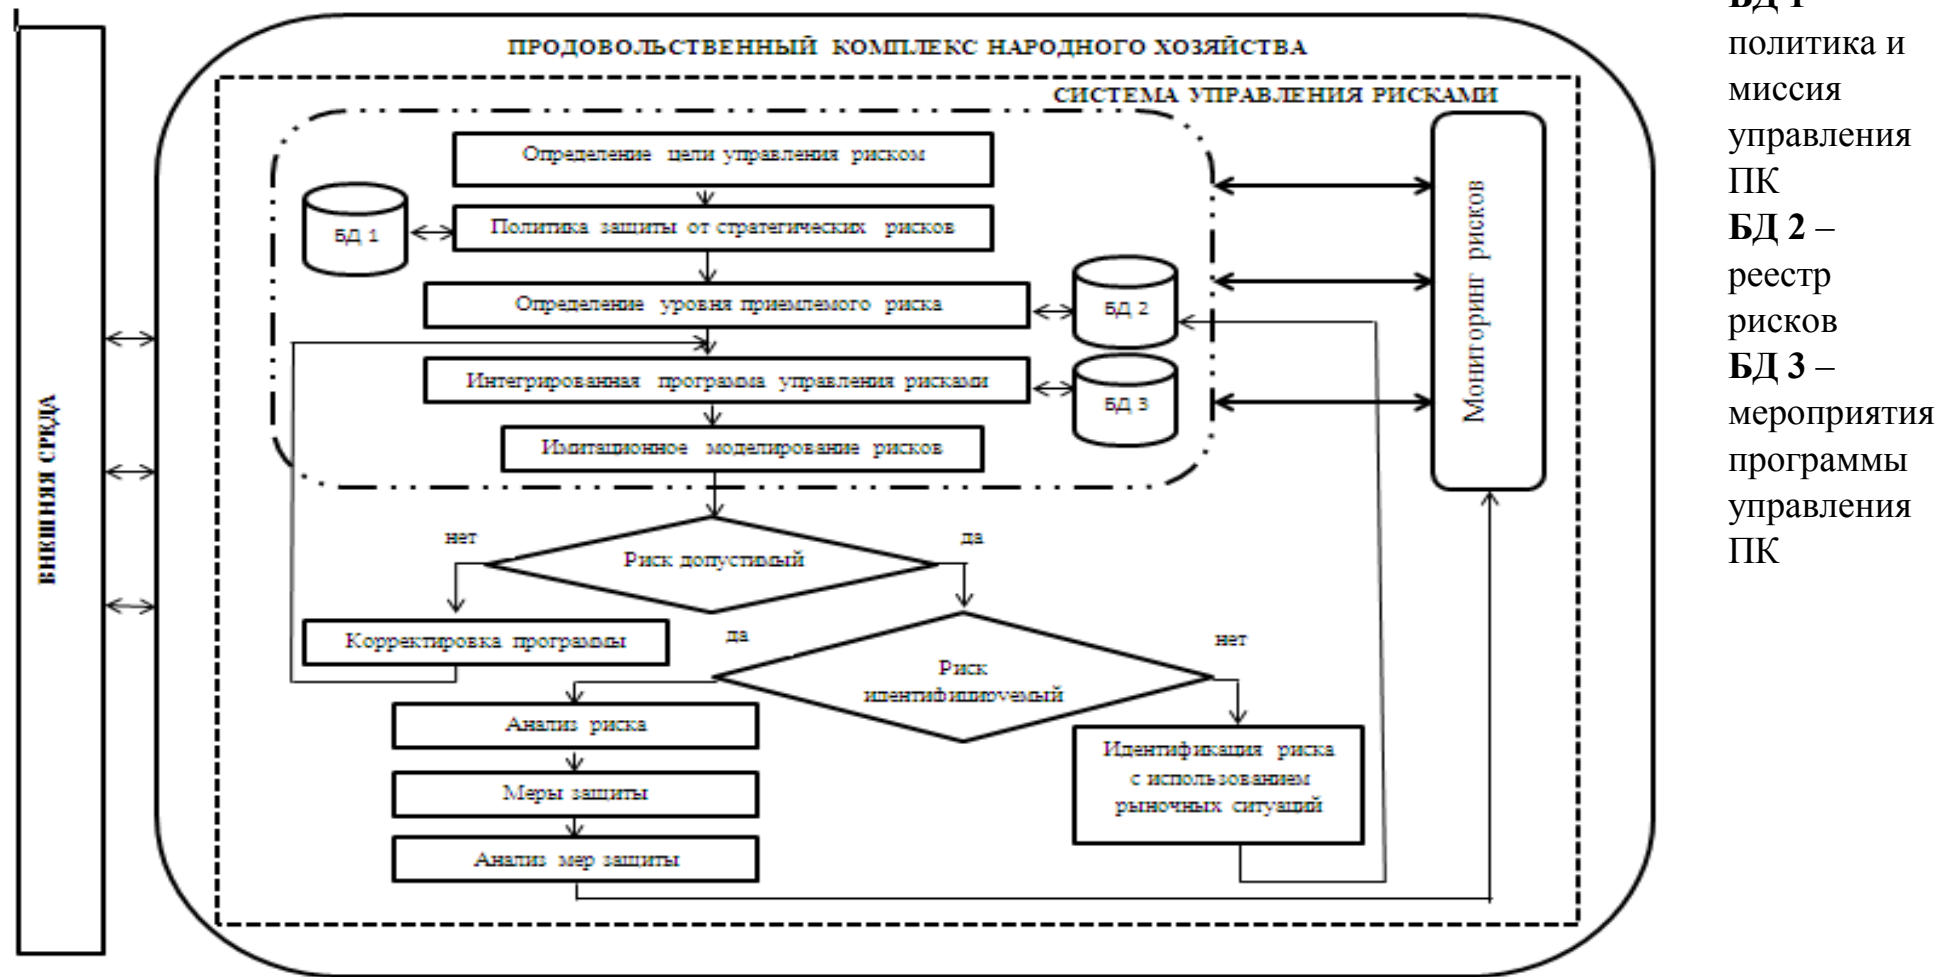 ПРОДОВОЛЬСТВЕННЫЙ КОМПЛЕКС НАРОДНОГО ХОЗЯЙСТВА
СИСТЕМА УПРАВЛЕНИЯ РИСКАМИ
Определение цели управления риском
БД 1
Политика защиты от стратегических рисков
Определение уровня приемлемого риска
БД 2
Интегрированная программа управления рисками
БД 3
Имитационное моделирование рисков
Мониторинг рисков
ВНЕШНЯЯ СРЕДА
нет
Риск допустимый
да
Корректировка программы
да
Риск
идентифицируемый
нет
Анализ риска
Меры защиты
Анализ мер защиты
Идентификация риска
с использованием
рыночных ситуаций
БД 1
политика и
миссия
управления
ПК
БД 2 –
реестр
рисков
БД 3 –
мероприятия
программы
управления
ПК